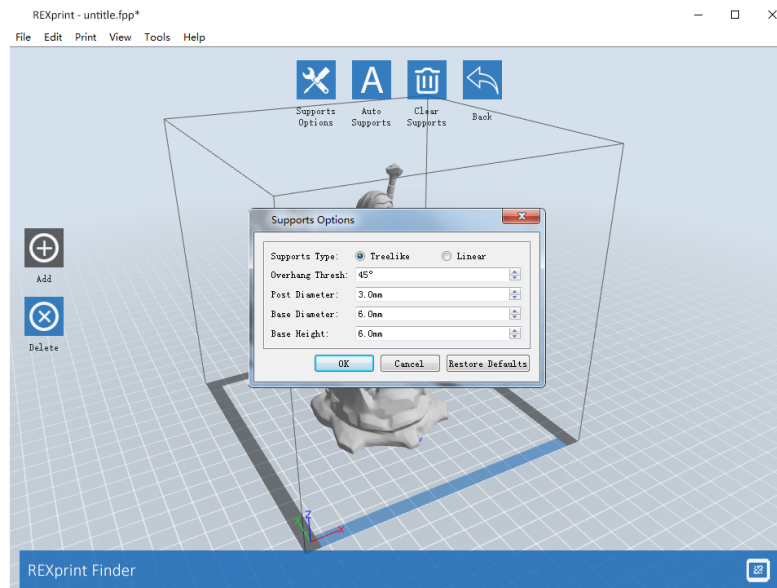 REXprint - untitle.fpp*
File Edit Print View Tools Help
A
Supports Options
Auto Supports
Clear Supports
Back
Add
Delete
Supports Options
Supports Type: Treelike Linear
Overhang Thresh: 45°
Post Diameter: 3.0mm
Base Diameter: 6.0mm
Base Height: 6.0mm
OK Cancel Restore Defaults
Z
X
REXprint Finder